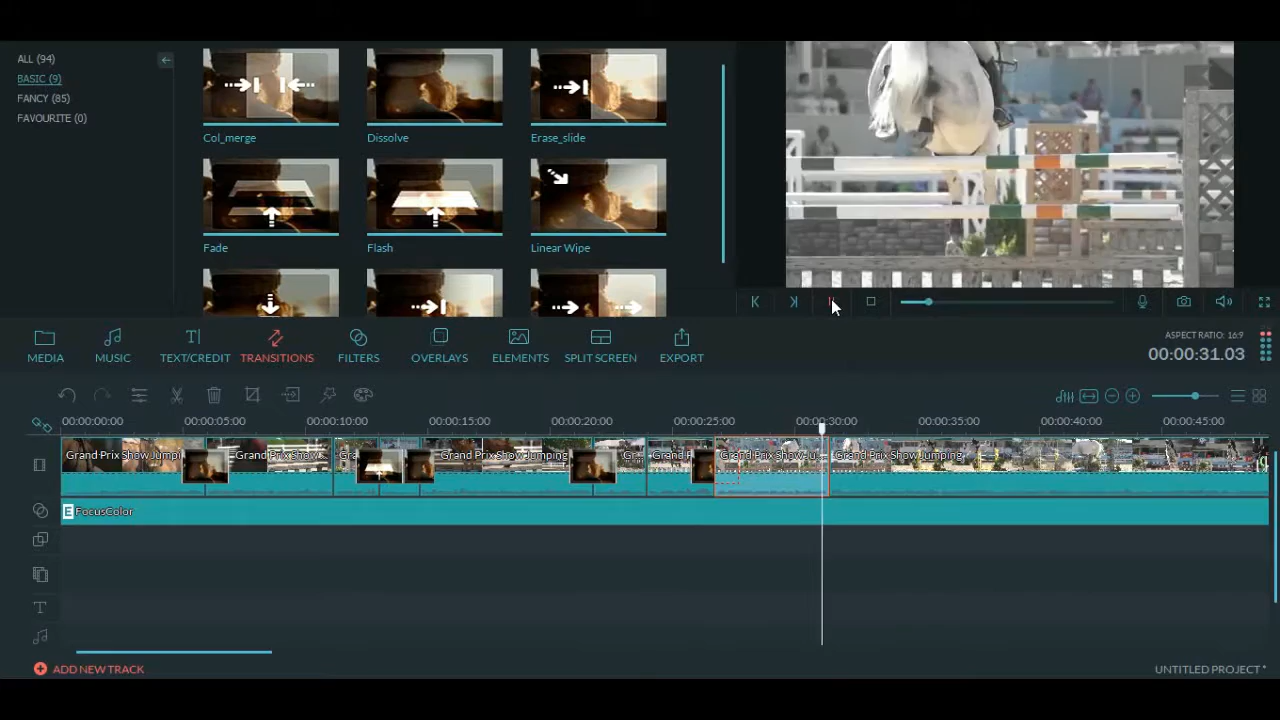 ALL (94)
BASIC (9)
FANCY (85)
FAVOURITE (0)
Col_merge
Dissolve
Erase_slide
Fade
Flash
Linear Wipe
MEDIA
MUSIC
TEXT/CREDIT
TRANSITIONS
FILTERS
OVERLAYS
ELEMENTS
SPLIT SCREEN
EXPORT
ASPECT RATIO: 16:9
00:00:31.03
00:00:00:00 00:00:05:00 00:00:10:00 00:00:15:00 00:00:20:00 00:00:25:00 00:00:30:00 00:00:35:00 00:00:40:00 00:00:45:00
Grand Prix Show Jumpi Grand Prix Show... Gra Grand Prix Show Jumping Gr... Grand P Grand Prix Show Ju... Grand Prix Show Jumping
E FocusColor
T
ADD NEW TRACK
UNTITLED PROJECT *